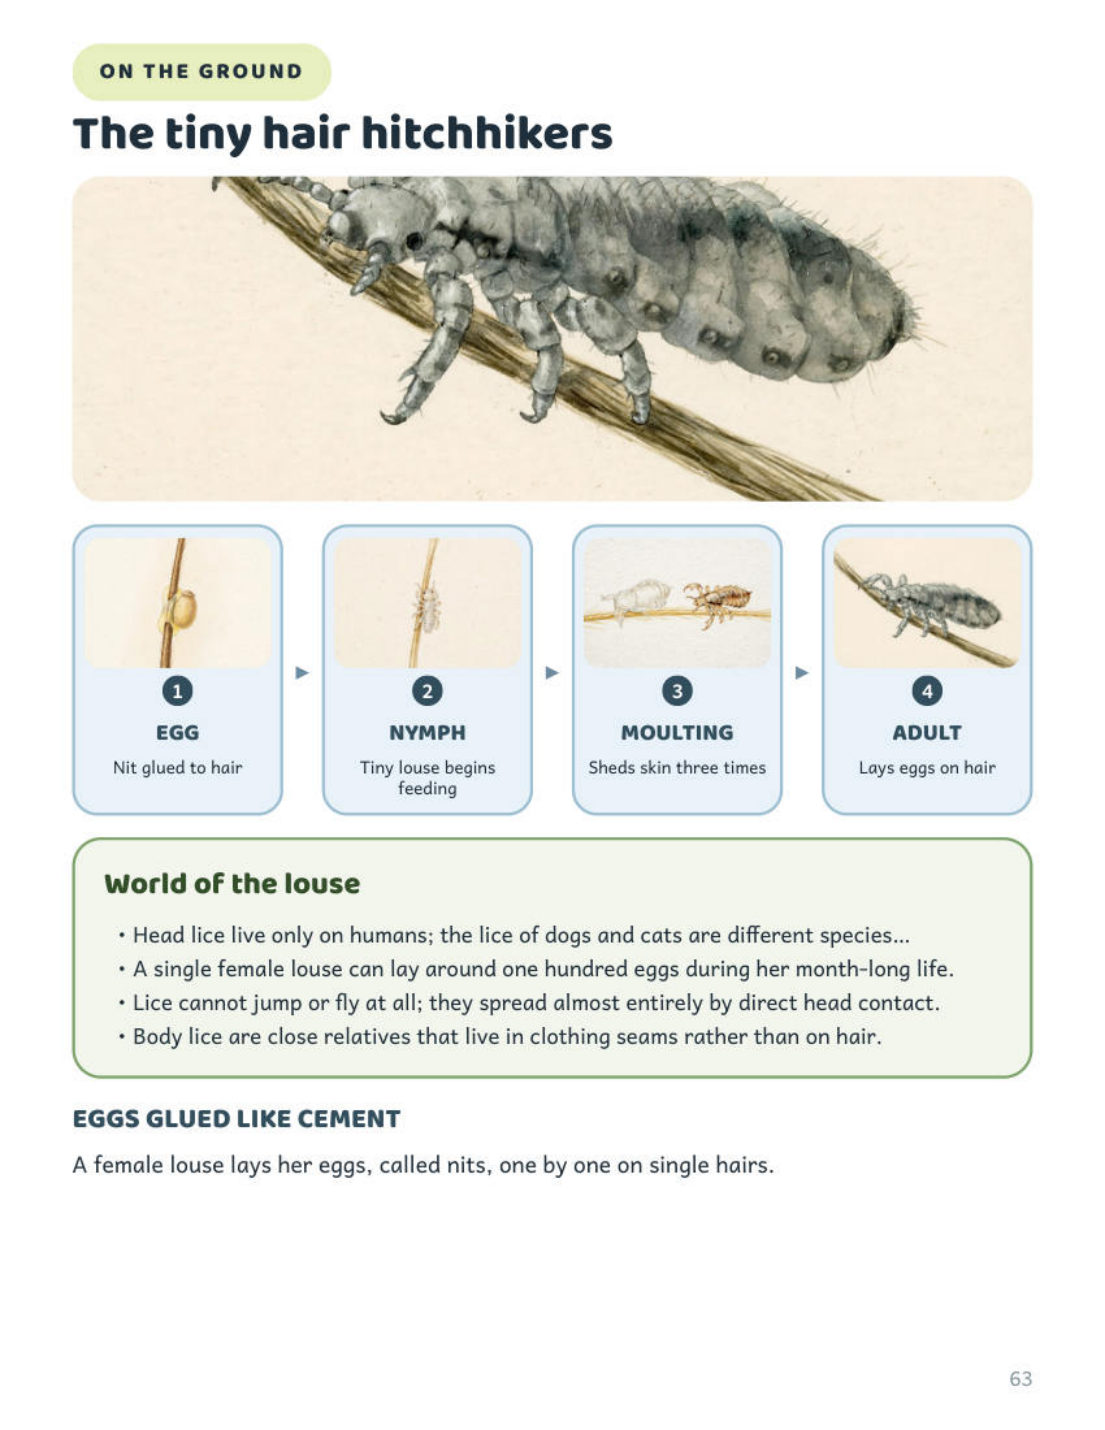 ON THE GROUND
The tiny hair hitchhikers
1
EGG
Nit glued to hair
2
NYMPH
Tiny louse begins
feeding
3
MOULTING
Sheds skin three times
4
ADULT
Lays eggs on hair
World of the louse
• Head lice live only on humans; the lice of dogs and cats are different species...
• A single female louse can lay around one hundred eggs during her month-long life.
• Lice cannot jump or fly at all; they spread almost entirely by direct head contact.
• Body lice are close relatives that live in clothing seams rather than on hair.
EGGS GLUED LIKE CEMENT
A female louse lays her eggs, called nits, one by one on single hairs.
63